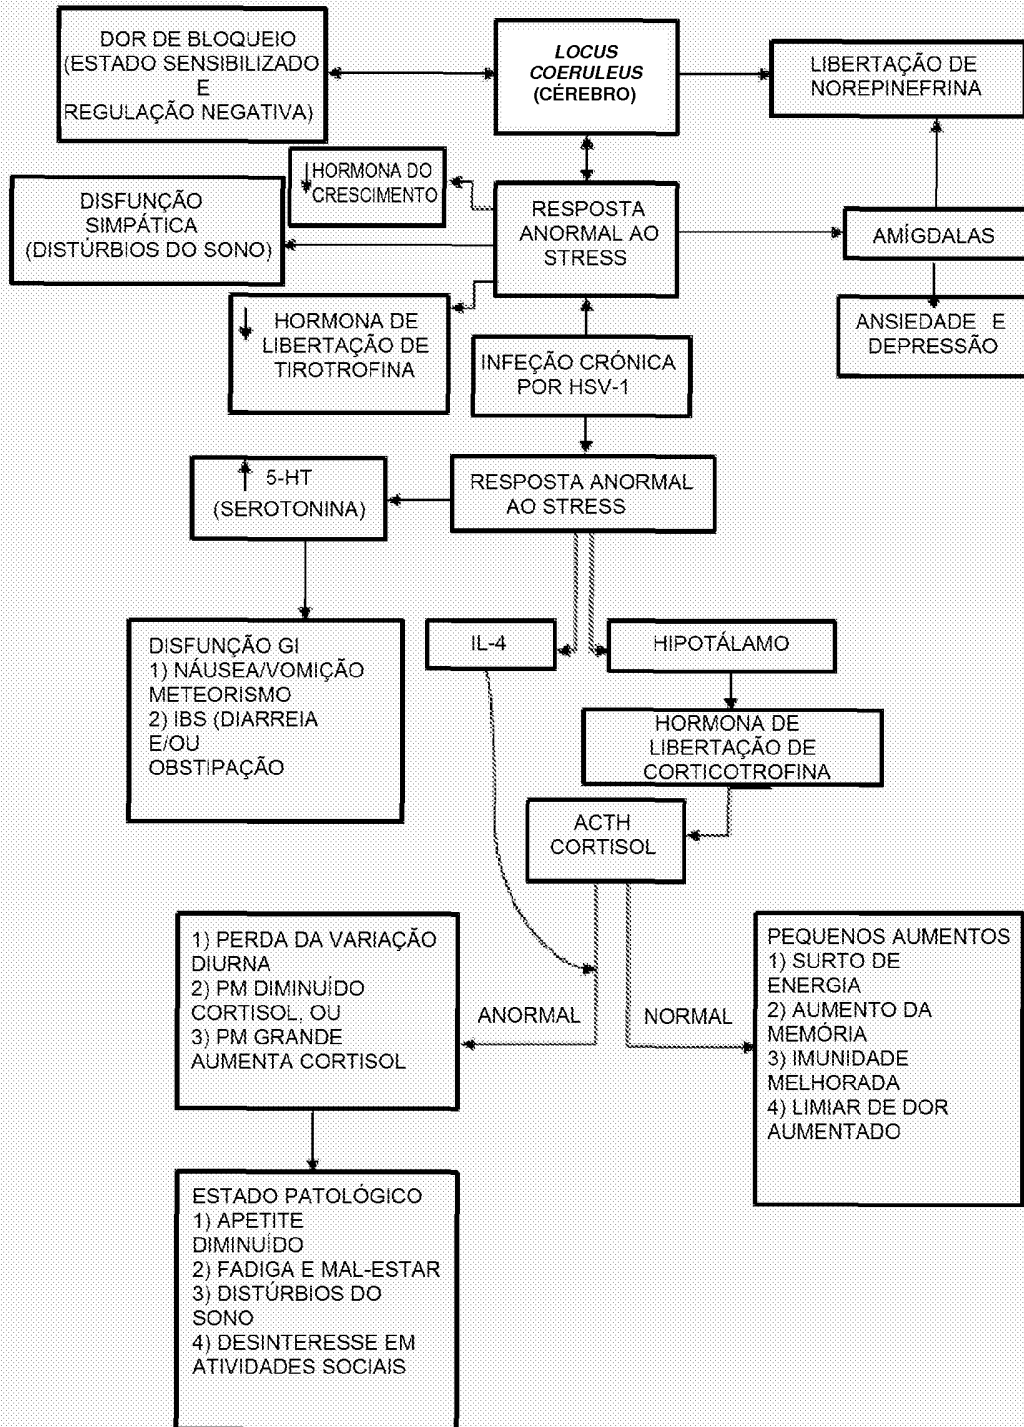 DOR DE BLOQUEIO
(ESTADO SENSIBILIZADO
E
REGULAÇÃO NEGATIVA)
LOCUS
COERULEUS
(CÉREBRO)
LIBERTAÇÃO DE
NOREPINEFRINA
HORMONA DO
CRESCIMENTO
DISFUNÇÃO
SIMPÁTICA
(DISTÚRBIOS DO SONO)
RESPOSTA
ANORMAL AO
STRESS
AMÍGDALAS
HORMONA DE
LIBERTAÇÃO DE
TIROTROFINA
ANSIEDADE E
DEPRESSÃO
INFEÇÃO CRÓNICA
POR HSV-1
5-HT
(SEROTONINA)
RESPOSTA ANORMAL
AO STRESS
DISFUNÇÃO GI
1) NÁUSEA/VOMIÇÃO
METEORISMO
2) IBS (DIARREIA
E/OU
OBSTIPAÇÃO
IL-4
HIPOTÁLAMO
HORMONA DE
LIBERTAÇÃO DE
CORTICOTROFINA
ACTH
CORTISOL
1) PERDA DA VARIAÇÃO
DIURNA
2) PM DIMINUÍDO
CORTISOL, OU
3) PM GRANDE
AUMENTA CORTISOL
ANORMAL
NORMAL
PEQUENOS AUMENTOS
1) SURTO DE
ENERGIA
2) AUMENTO DA
MEMÓRIA
3) IMUNIDADE
MELHORADA
4) LIMIAR DE DOR
AUMENTADO
ESTADO PATOLÓGICO
1) APETITE
DIMINUÍDO
2) FADIGA E MAL-ESTAR
3) DISTÚRBIOS DO
SONO
4) DESINTERESSE EM
ATIVIDADES SOCIAIS